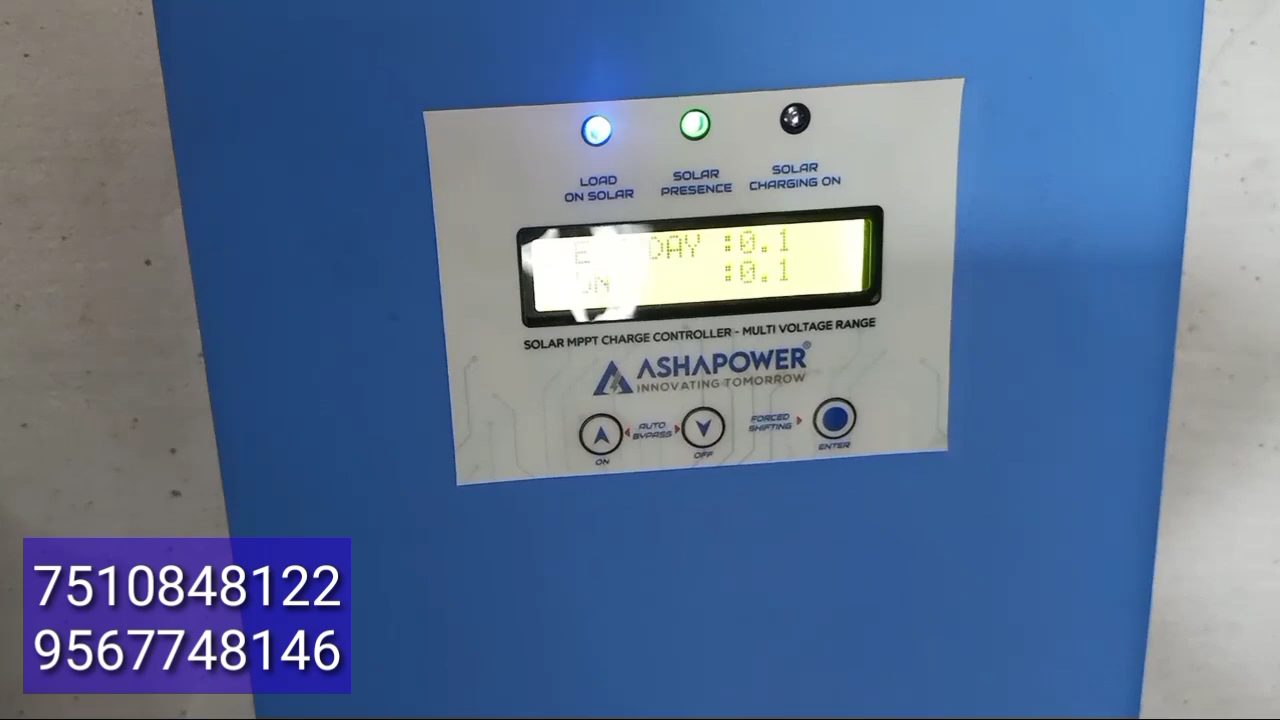 LOAD
ON SOLAR
SOLAR
PRESENCE
SOLAR
CHARGING ON
DAY :0.1
:0.1
SOLAR MPPT CHARGE CONTROLLER - MULTI VOLTAGE RANGE
ASHAPOWER®
INNOVATING TOMORROW
AUTO
BYPASS
FORCED
SHIFTING
ON
OFF
ENTER
7510848122
9567748146